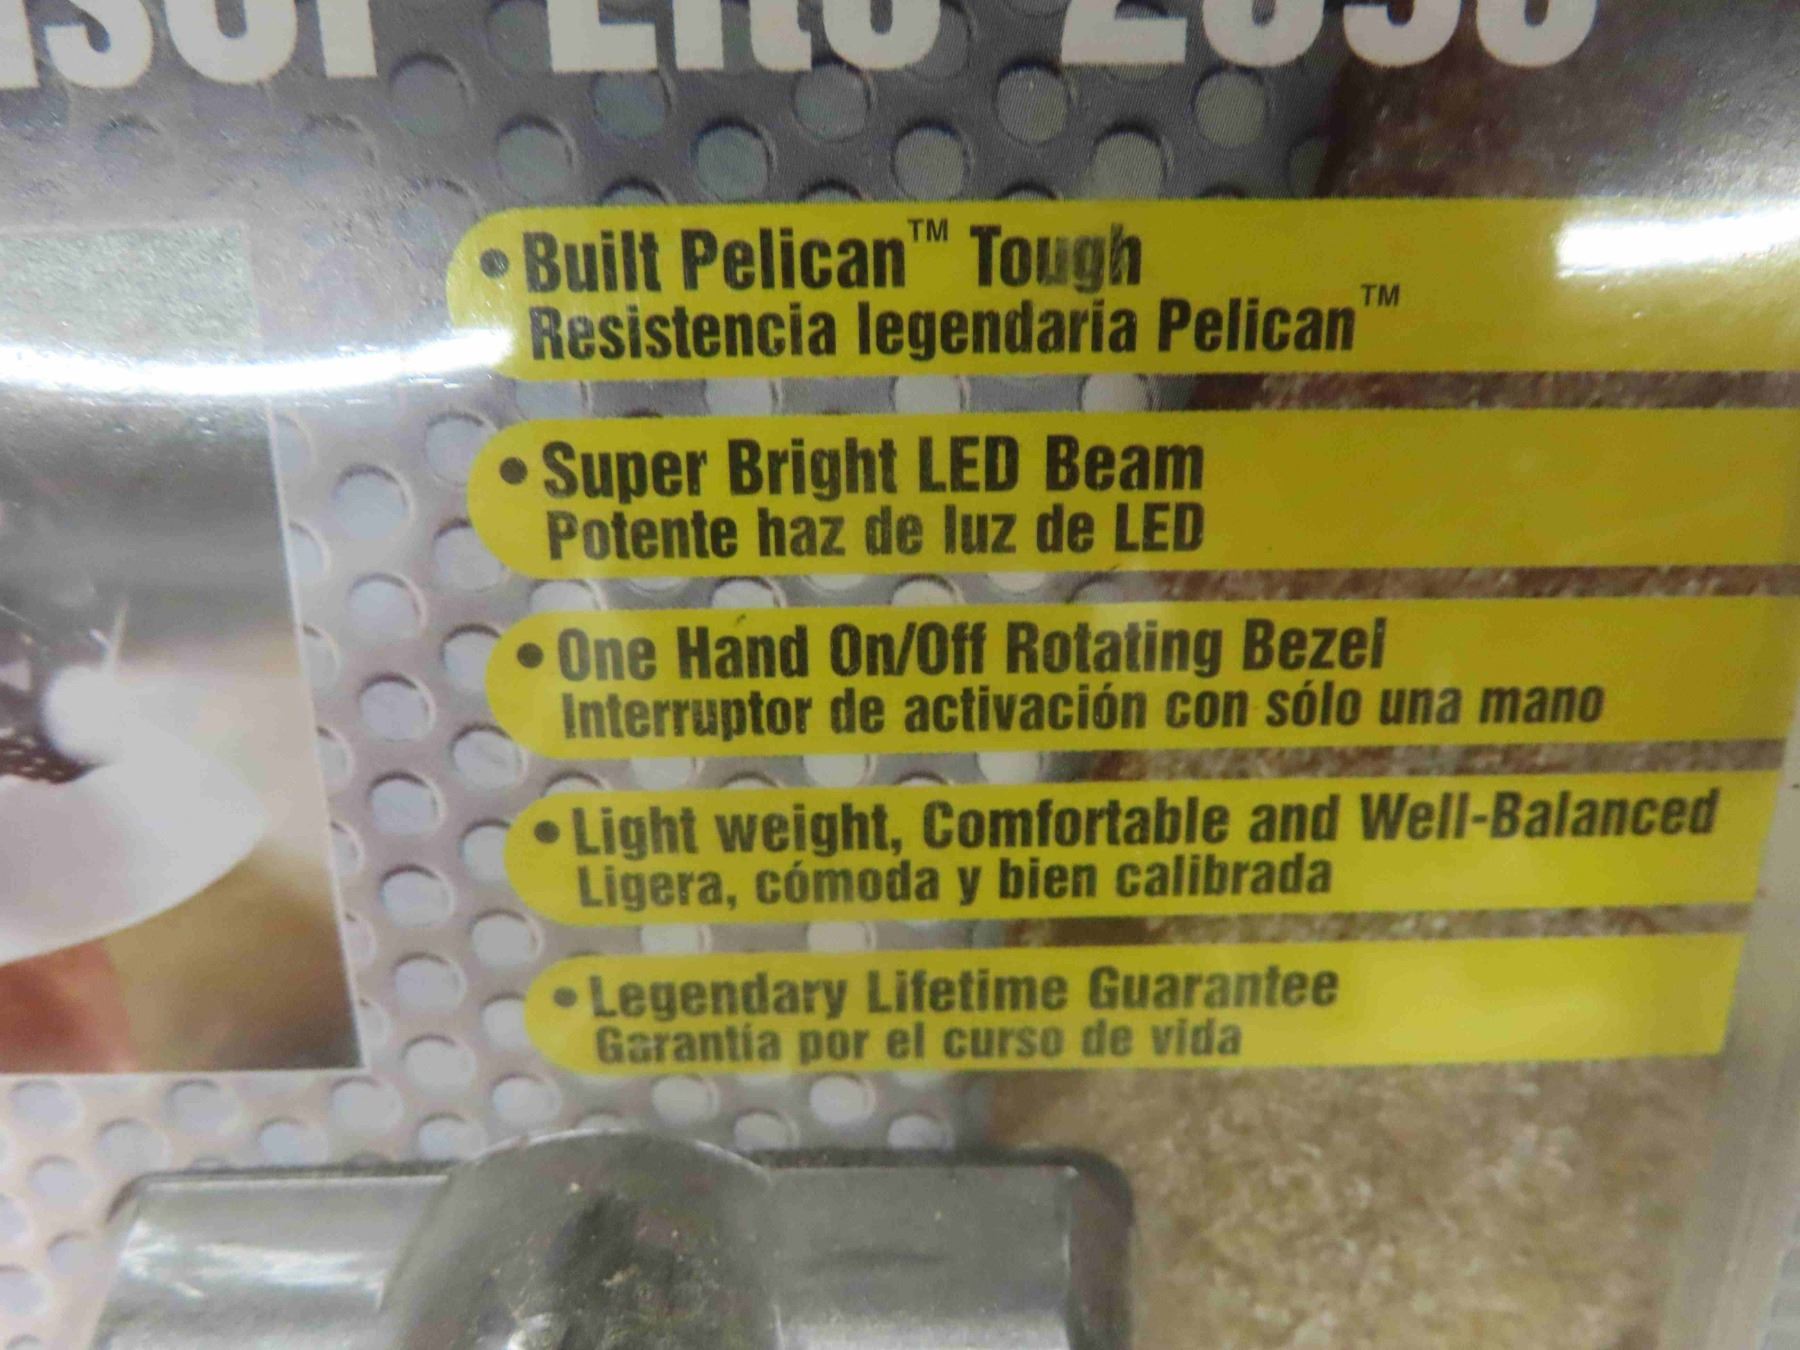 • Built Pelican™ Tough
Resistencia legendaria Pelican™
• Super Bright LED Beam
Potente haz de luz de LED
• One Hand On/Off Rotating Bezel
Interruptor de activación con sólo una mano
• Light weight, Comfortable and Well-Balanced
Ligera, cómoda y bien calibrada
• Legendary Lifetime Guarantee
Garantía por el curso de vida